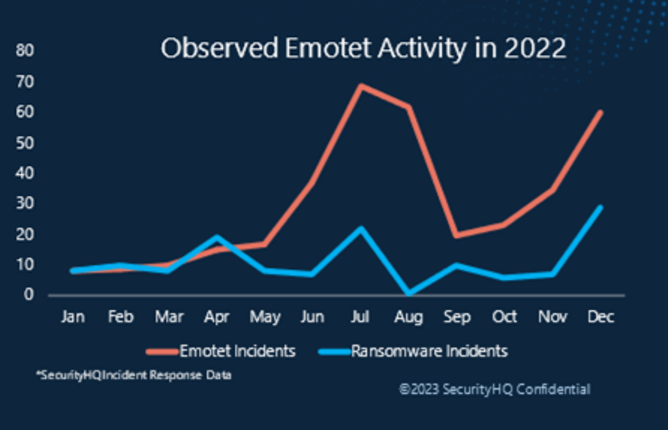 Observed Emotet Activity in 2022
80
70
60
50
40
30
20
10
0
Jan Feb Mar Apr May Jun Jul Aug Sep Oct Nov Dec
Emotet Incidents Ransomware Incidents
*SecurityHQIncident Response Data
©2023 SecurityHQ Confidential